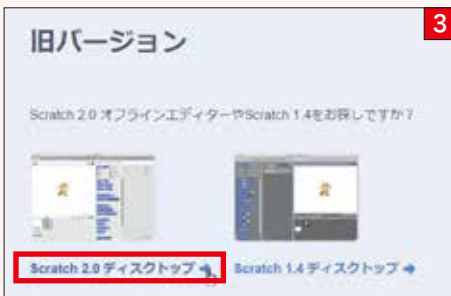 3
旧バージョン
Scratch 2.0 オフラインエディターやScratch 1.4をお探しですか？
Scratch 2.0 ディスクトップ ➜
Scratch 1.4 ディスクトップ ➜